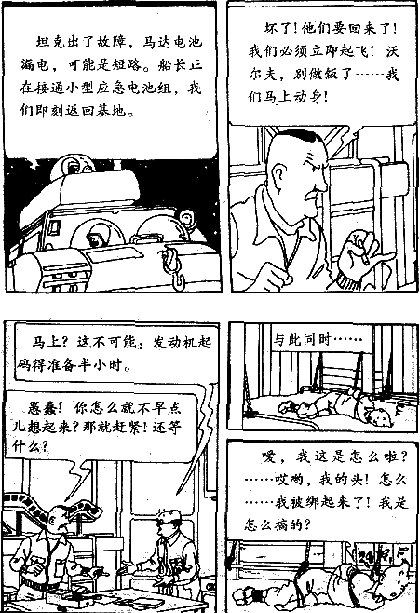 坦克出了故障，马达电池
漏电，可能是短路。船长正
在接通小型应急电池组，我
们即刻返回基地。
坏了！他们要回来了！
我们必须立即起飞！沃
尔夫，别做饭了……我
们马上动身！
马上？这不可能；发动机起
码得准备半小时。
愚蠢！你怎么就不早点
儿想起来？那就赶紧！还等
什么？
与此同时……
嗳，我这是怎么啦？
……哎哟，我的头！怎么
……我被绑起来了！我是
怎么搞的？